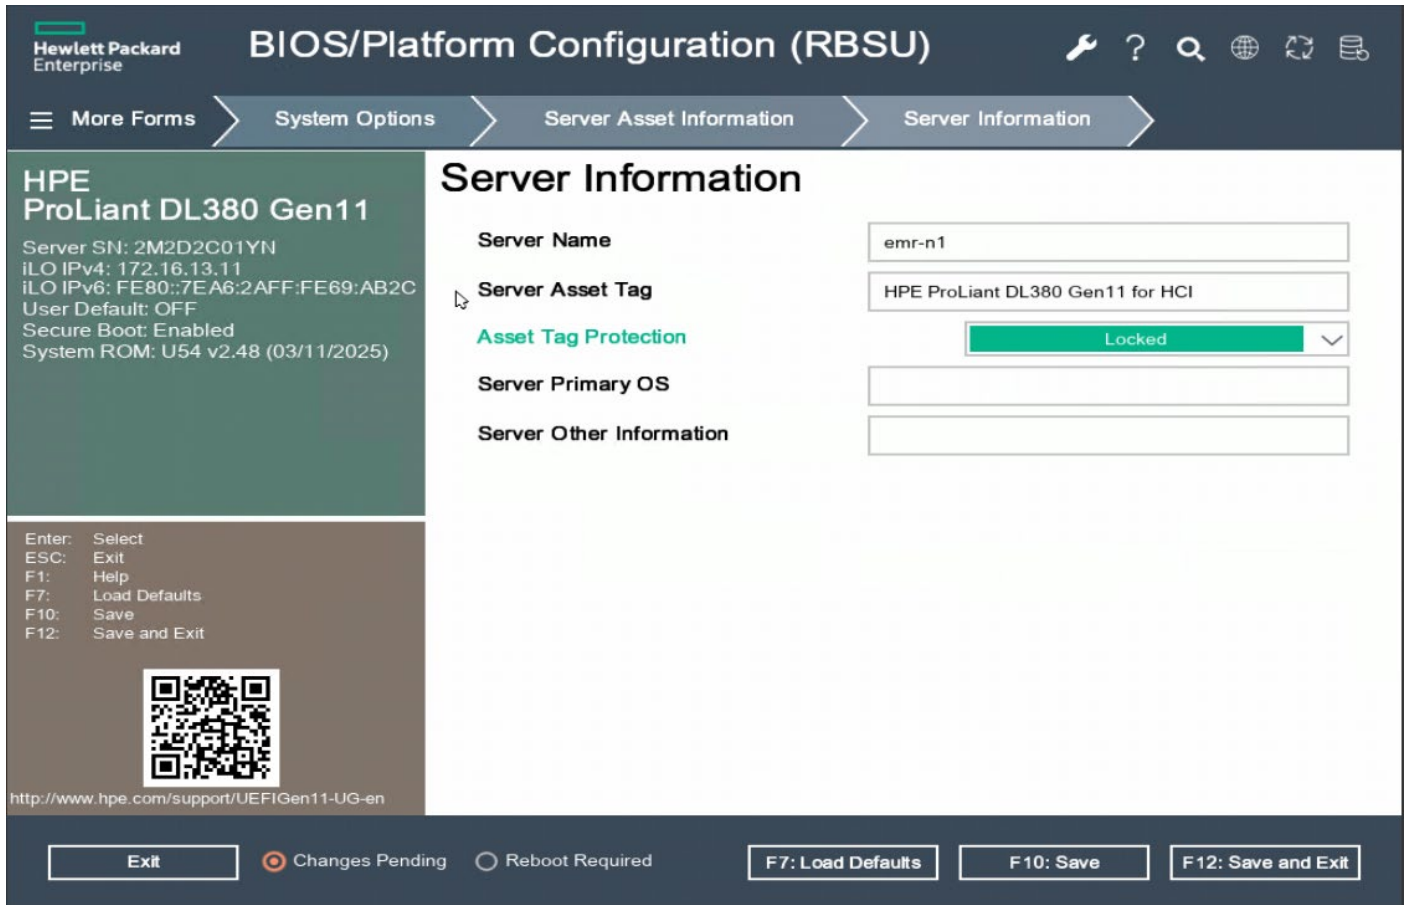 Hewlett Packard
Enterprise
BIOS/Platform Configuration (RBSU)
More Forms
System Options
Server Asset Information
Server Information
HPE
ProLiant DL380 Gen11
Server SN: 2M2D2C01YN
iLO IPv4: 172.16.13.11
iLO IPv6: FE80::7EA6:2AFF:FE69:AB2C
User Default: OFF
Secure Boot: Enabled
System ROM: U54 v2.48 (03/11/2025)
Server Information
Server Name emr-n1
Server Asset Tag HPE ProLiant DL380 Gen11 for HCI
Asset Tag Protection Locked
Server Primary OS
Server Other Information
Enter: Select
ESC: Exit
F1: Help
F7: Load Defaults
F10: Save
F12: Save and Exit
http://www.hpe.com/support/UEFIGen11-UG-en
Exit Changes Pending Reboot Required F7: Load Defaults F10: Save F12: Save and Exit